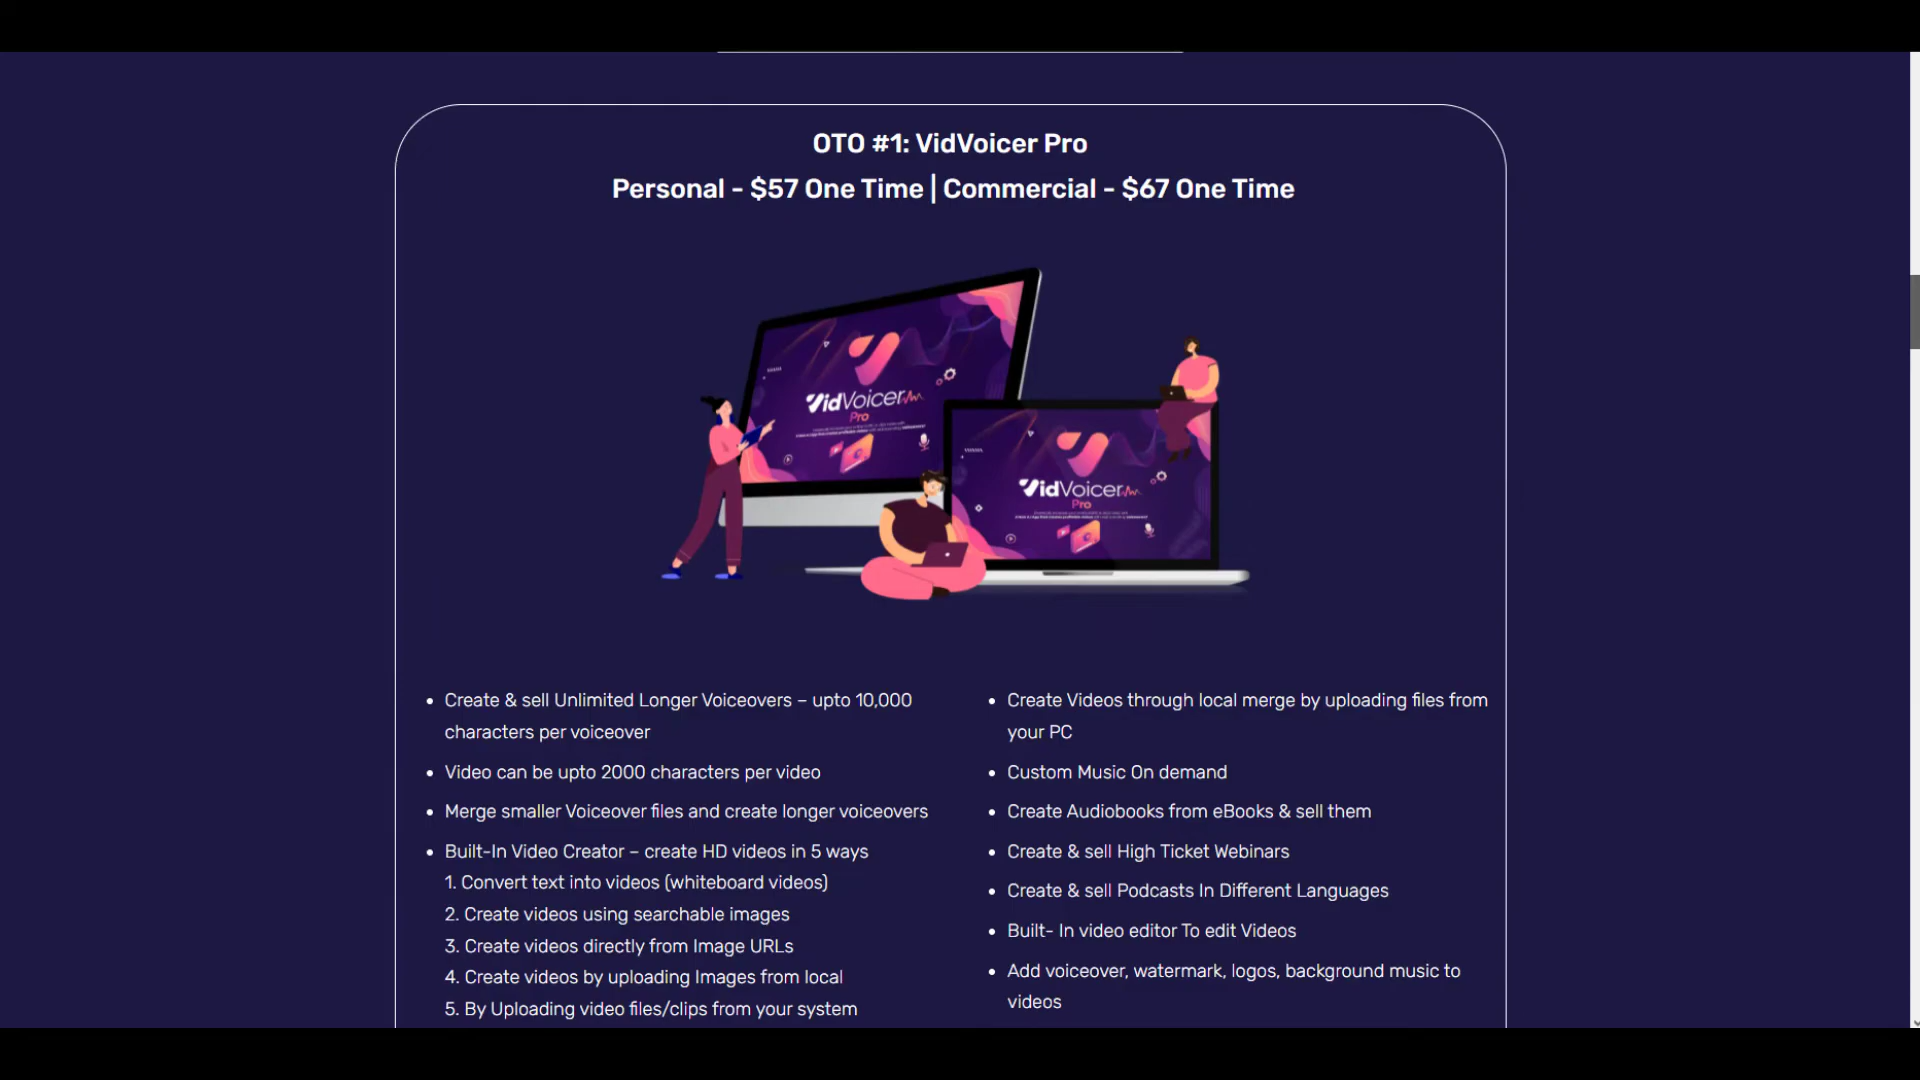 OTO #1: VidVoicer Pro
Personal - $57 One Time | Commercial - $67 One Time
VidVoicer
Pro
VidVoicer
Pro
• Create & sell Unlimited Longer Voiceovers – upto 10,000
characters per voiceover
• Video can be upto 2000 characters per video
• Merge smaller Voiceover files and create longer voiceovers
• Built-In Video Creator – create HD videos in 5 ways
1. Convert text into videos (whiteboard videos)
2. Create videos using searchable images
3. Create videos directly from Image URLs
4. Create videos by uploading Images from local
5. By Uploading video files/clips from your system
• Create Videos through local merge by uploading files from
your PC
• Custom Music On demand
• Create Audiobooks from eBooks & sell them
• Create & sell High Ticket Webinars
• Create & sell Podcasts In Different Languages
• Built- In video editor To edit Videos
• Add voiceover, watermark, logos, background music to
videos